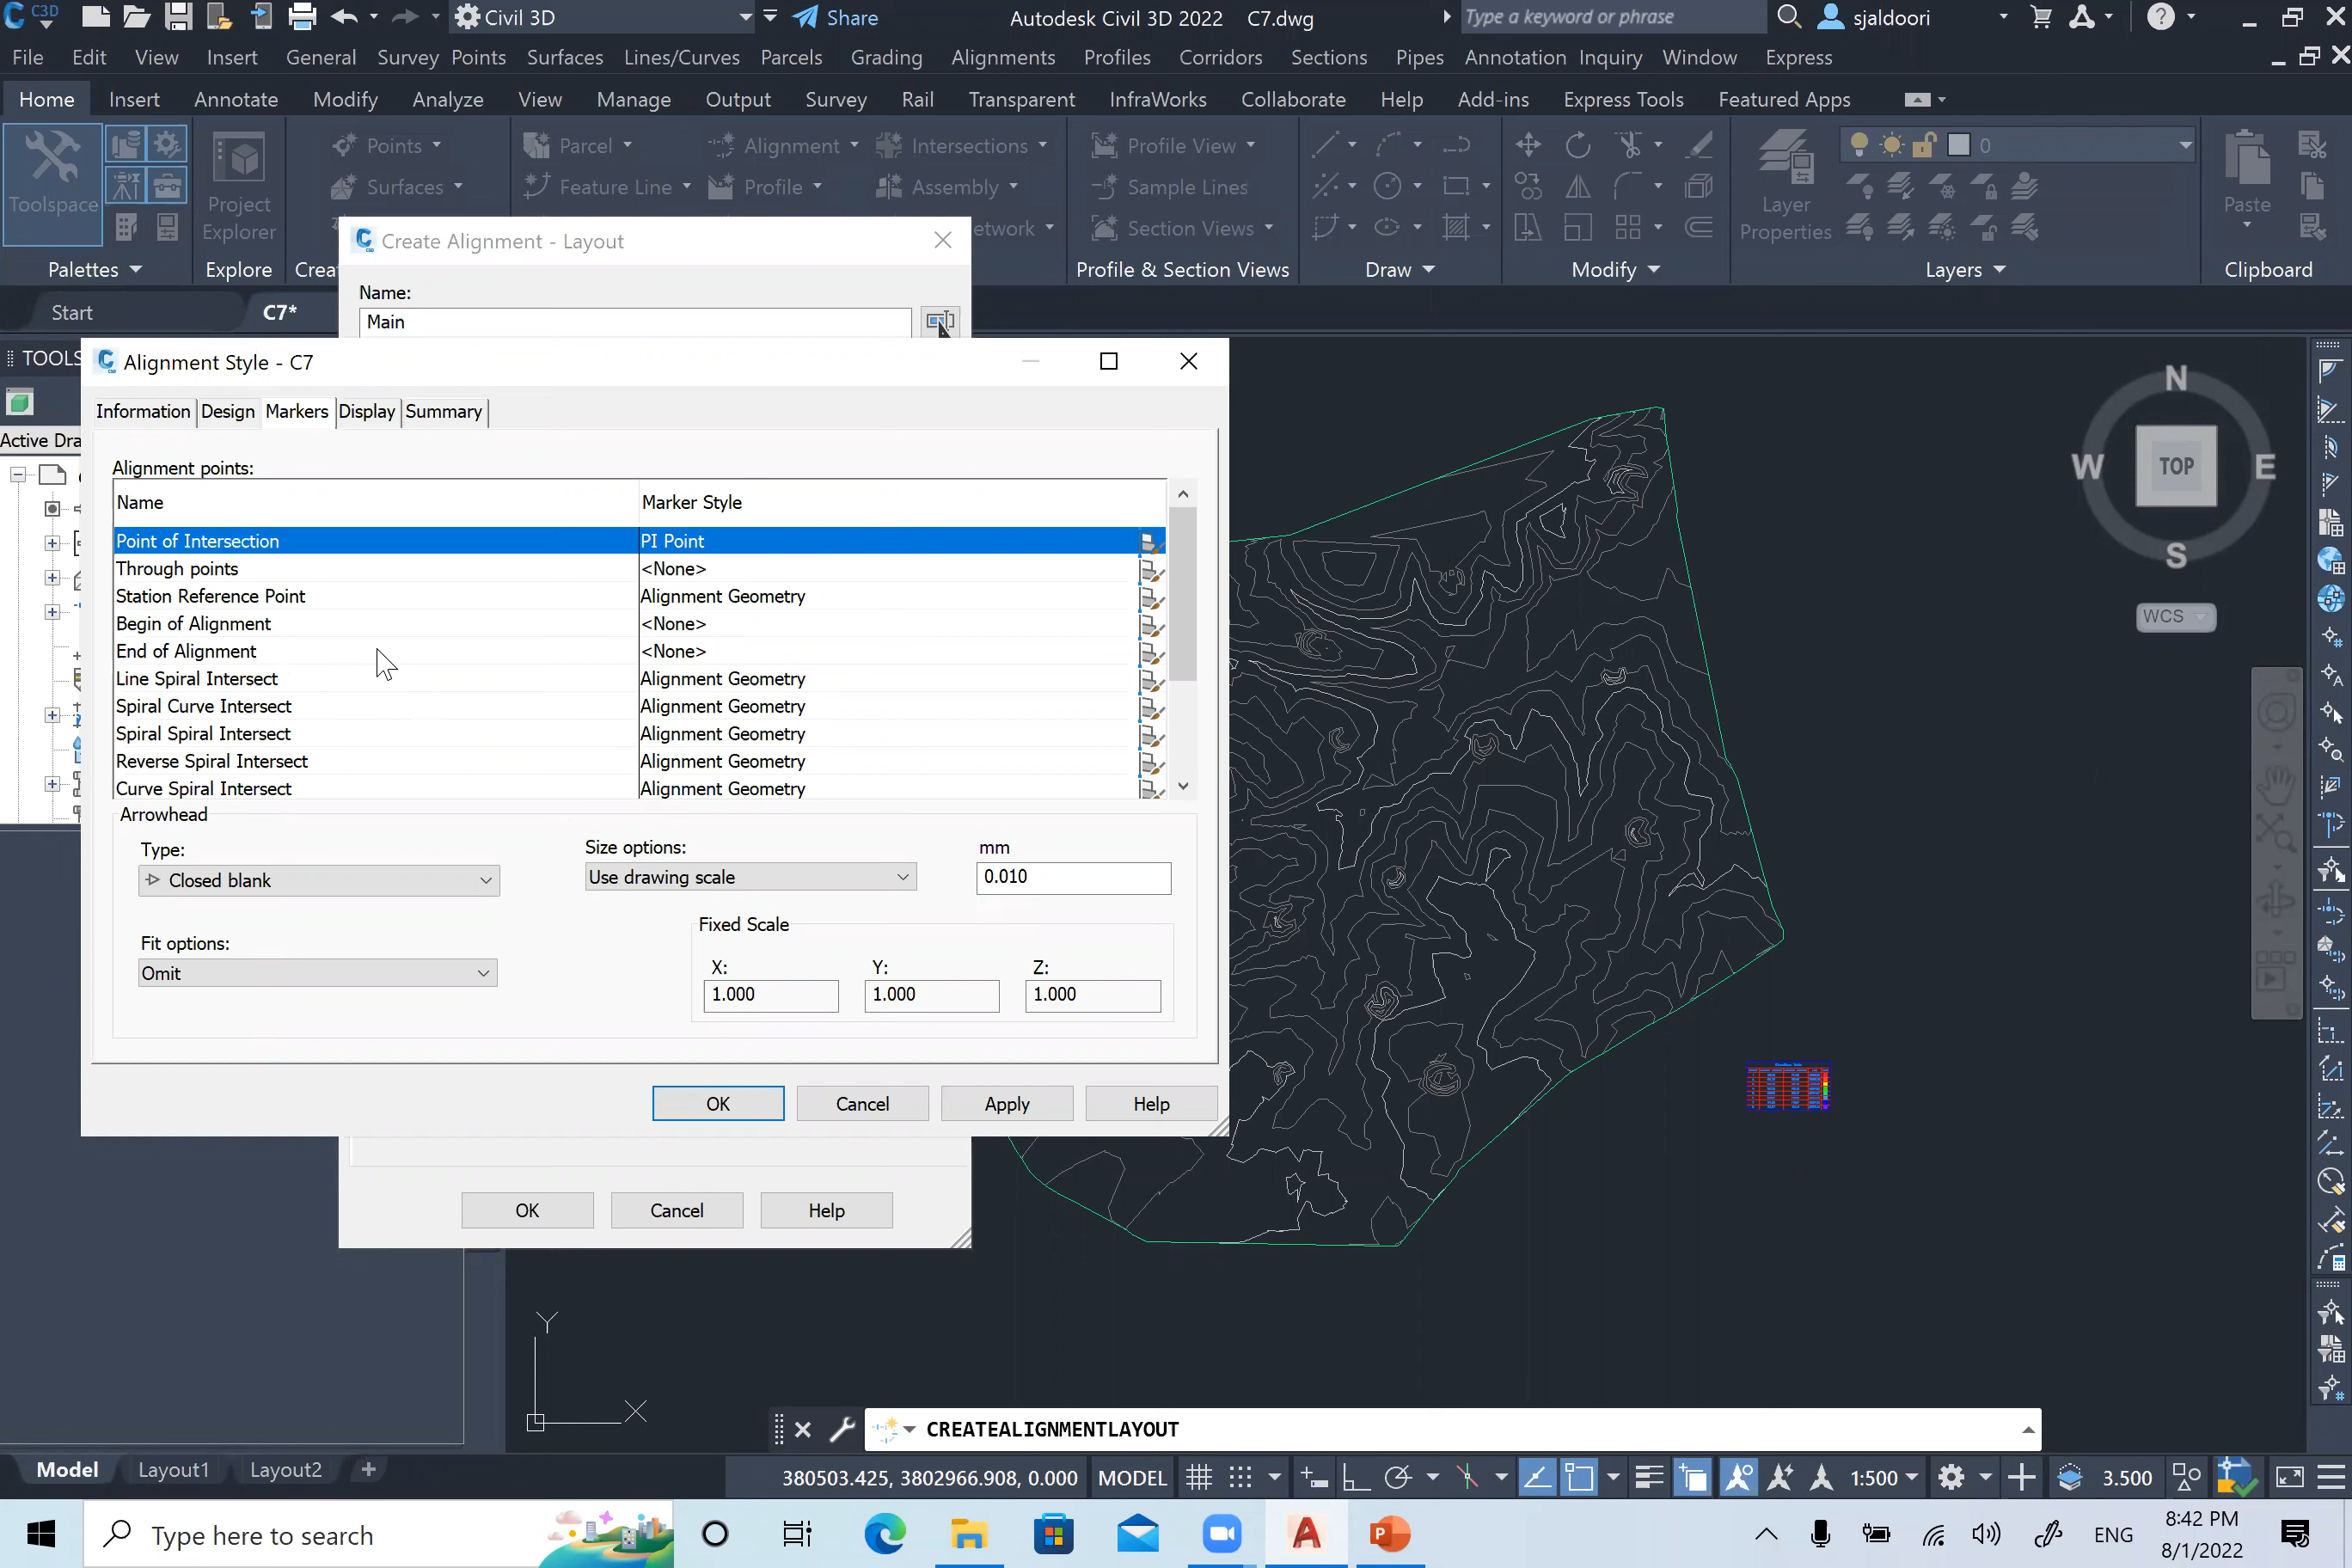 C3D
Civil 3D
Share
Autodesk Civil 3D 2022 C7.dwg
Type a keyword or phrase
sjaldoori
File Edit View Insert General Survey Points Surfaces Lines/Curves Parcels Grading Alignments Profiles Corridors Sections Pipes Annotation Inquiry Window Express
Home Insert Annotate Modify Analyze View Manage Output Survey Rail Transparent InfraWorks Collaborate Help Add-ins Express Tools Featured Apps
Points Parcel Alignment Intersections Profile View 0
Toolspace Project Surfaces Feature Line Profile Assembly Sample Lines Layer Paste
Explorer etwork Section Views Properties
Palettes Explore Crea Profile & Section Views Draw Modify Layers Clipboard
Create Alignment - Layout
Name:
Main
Start C7*
TOOLS
Active Dra
Alignment Style - C7
Information Design Markers Display Summary
Alignment points:
Name Marker Style
Point of Intersection PI Point
Through points <None>
Station Reference Point Alignment Geometry
Begin of Alignment <None>
End of Alignment <None>
Line Spiral Intersect Alignment Geometry
Spiral Curve Intersect Alignment Geometry
Spiral Spiral Intersect Alignment Geometry
Reverse Spiral Intersect Alignment Geometry
Curve Spiral Intersect Alignment Geometry
Arrowhead
Type: Size options: mm
Closed blank Use drawing scale 0.010
Fixed Scale
Fit options:
Omit
X: Y: Z:
1.000 1.000 1.000
OK Cancel Apply Help
OK Cancel Help
N
W TOP E
S
WCS
Y
X
CREATEALIGNMENTLAYOUT
Model Layout1 Layout2 +
380503.425, 3802966.908, 0.000 MODEL 1:500 3.500
Type here to search
ENG
8:42 PM
8/1/2022